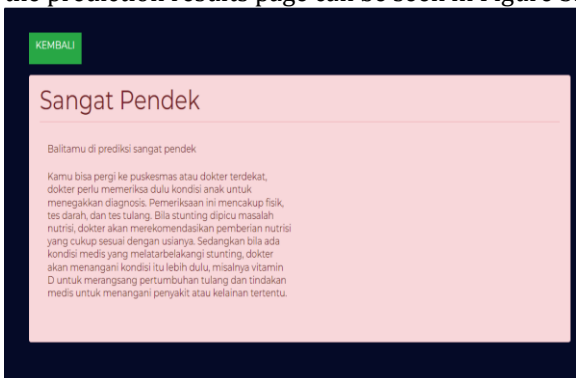 the prediction results page can be seen in Figure
KEMBALI
Sangat Pendek
Balitamu di prediksi sangat pendek
Kamu bisa pergi ke puskesmas atau dokter terdekat,
dokter perlu memeriksa dulu kondisi anak untuk
menegakkan diagnosis. Pemeriksaan ini mencakup fisik,
tes darah, dan tes tulang. Bila stunting dipicu masalah
nutrisi, dokter akan merekomendasikan pemberian nutrisi
yang cukup sesuai dengan usianya. Sedangkan bila ada
kondisi medis yang melatarbelakangi stunting, dokter
akan menangani kondisi itu lebih dulu, misalnya vitamin
D untuk merangsang pertumbuhan tulang dan tindakan
medis untuk menangani penyakit atau kelainan tertentu.